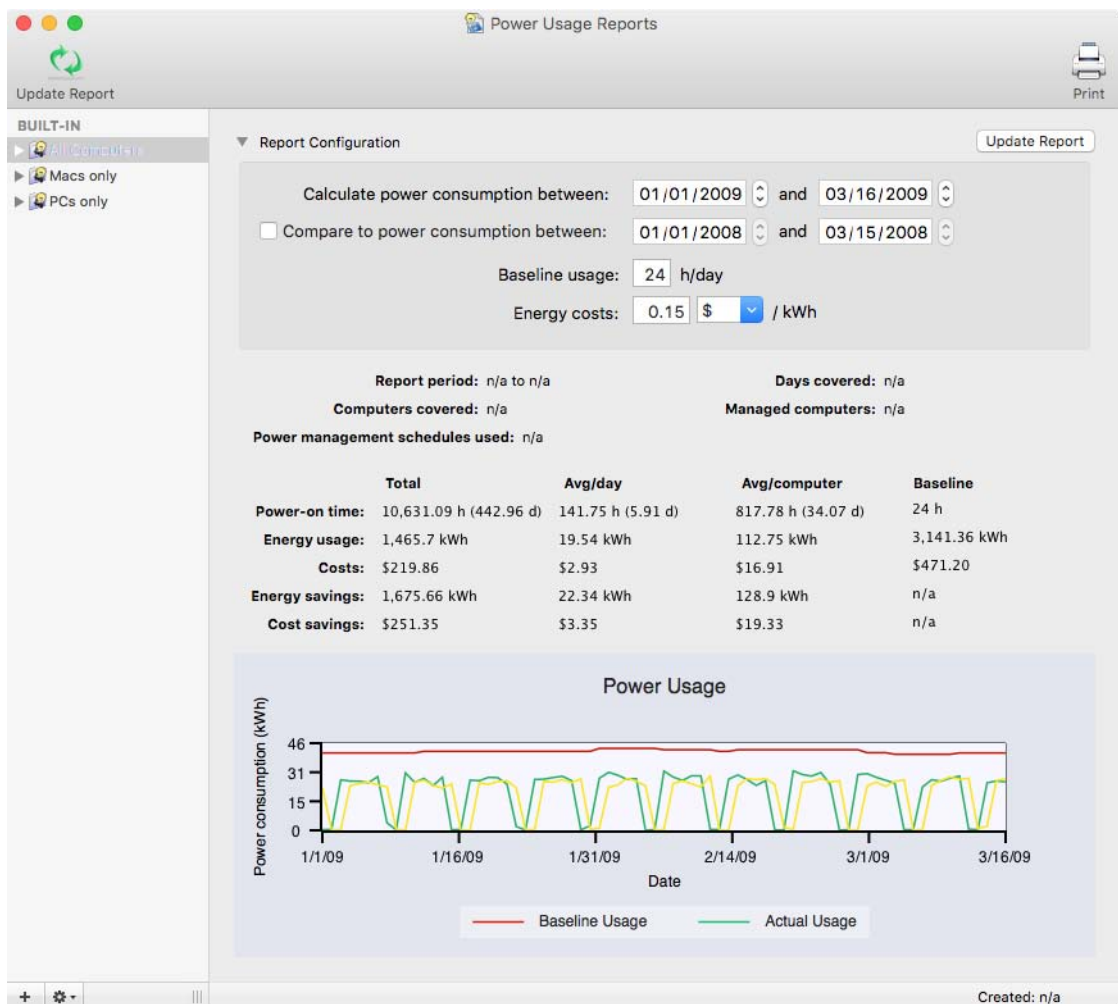 Power Usage Reports
Update Report
Print
BUILT-IN
All Computers
Macs only
PCs only
Report Configuration
Update Report
Calculate power consumption between: 01/01/2009 and 03/16/2009
Compare to power consumption between: 01/01/2008 and 03/15/2008
Baseline usage: 24 h/day
Energy costs: 0.15 $ / kWh
Report period: n/a to n/a
Days covered: n/a
Computers covered: n/a
Managed computers: n/a
Power management schedules used: n/a
Total Avg/day Avg/computer Baseline
Power-on time: 10,631.09 h (442.96 d) 141.75 h (5.91 d) 817.78 h (34.07 d) 24 h
Energy usage: 1,465.7 kWh 19.54 kWh 112.75 kWh 3,141.36 kWh
Costs: $219.86 $2.93 $16.91 $471.20
Energy savings: 1,675.66 kWh 22.34 kWh 128.9 kWh n/a
Cost savings: $251.35 $3.35 $19.33 n/a
Power Usage
Power consumption (kWh)
46
31
15
0
1/1/09 1/16/09 1/31/09 2/14/09 3/1/09 3/16/09
Date
Baseline Usage Actual Usage
Created: n/a